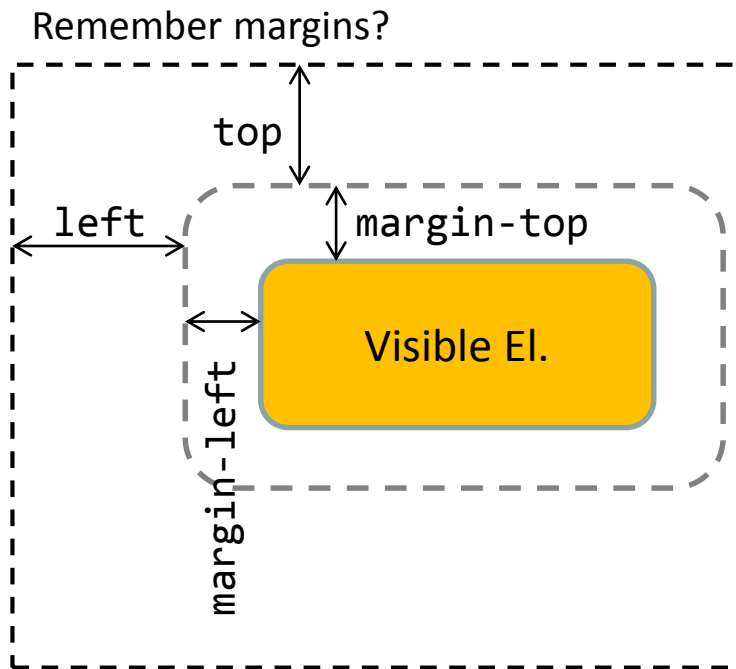 Remember margins?
top
left
margin-top
Visible El.
margin-left